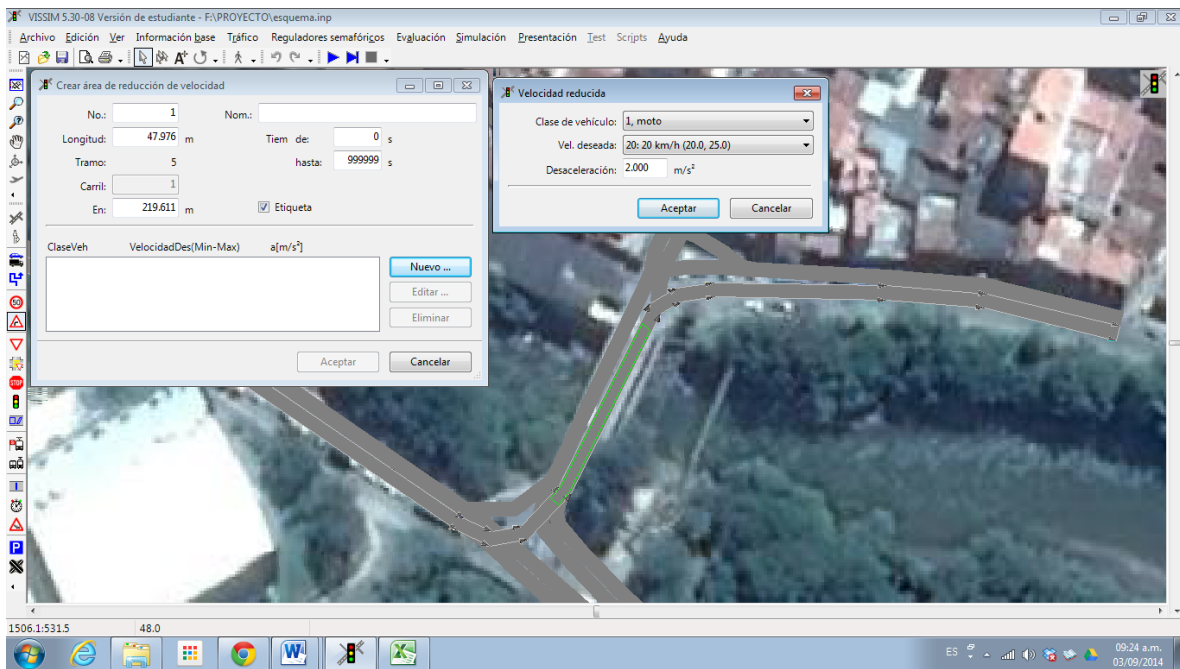 VISSIM 5.30-08 Versión de estudiante - F:\PROYECTO\esquema.inp
Archivo Edición Ver Información base Tráfico Reguladores semafóricos Evaluación Simulación Presentación Test Scripts Ayuda
Crear área de reducción de velocidad
No.: 1 Nom.:
Longitud: 47.976 m Tiem de: 0 s
Tramo: 5 hasta: 999999 s
Carril: 1
En: 219.611 m Etiqueta
ClaseVeh VelocidadDes(Min-Max) a[m/s²]
Nuevo ...
Editar ...
Eliminar
Aceptar Cancelar
Velocidad reducida
Clase de vehículo: 1, moto
Vel. deseada: 20: 20 km/h (20.0, 25.0)
Desaceleración: 2.000 m/s²
Aceptar Cancelar
50
STOP
P
1506.1:531.5 48.0
ES 09:24 a.m.
03/09/2014